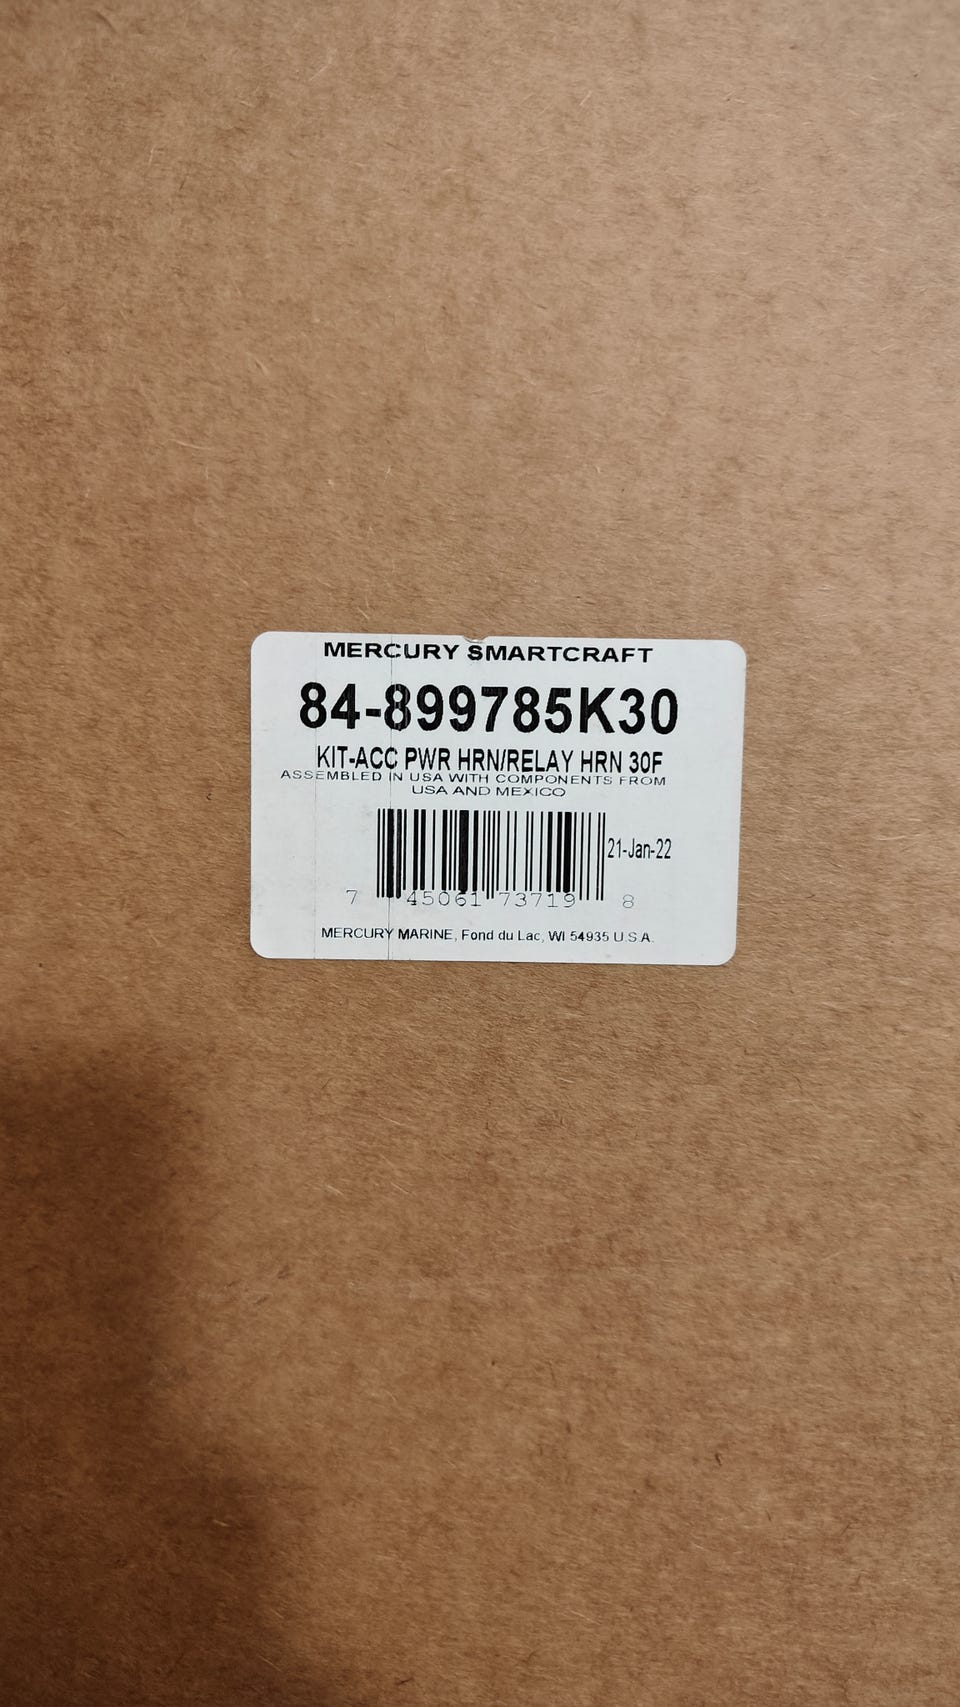 MERCURY SMARTCRAFT
84-899785K30
KIT-ACC PWR HRN/RELAY HRN 30F
ASSEMBLED IN USA WITH COMPONENTS FROM
USA AND MEXICO
21-Jan-22
7 45061 73719 8
MERCURY MARINE, Fond du Lac, WI 54935 U.S.A.